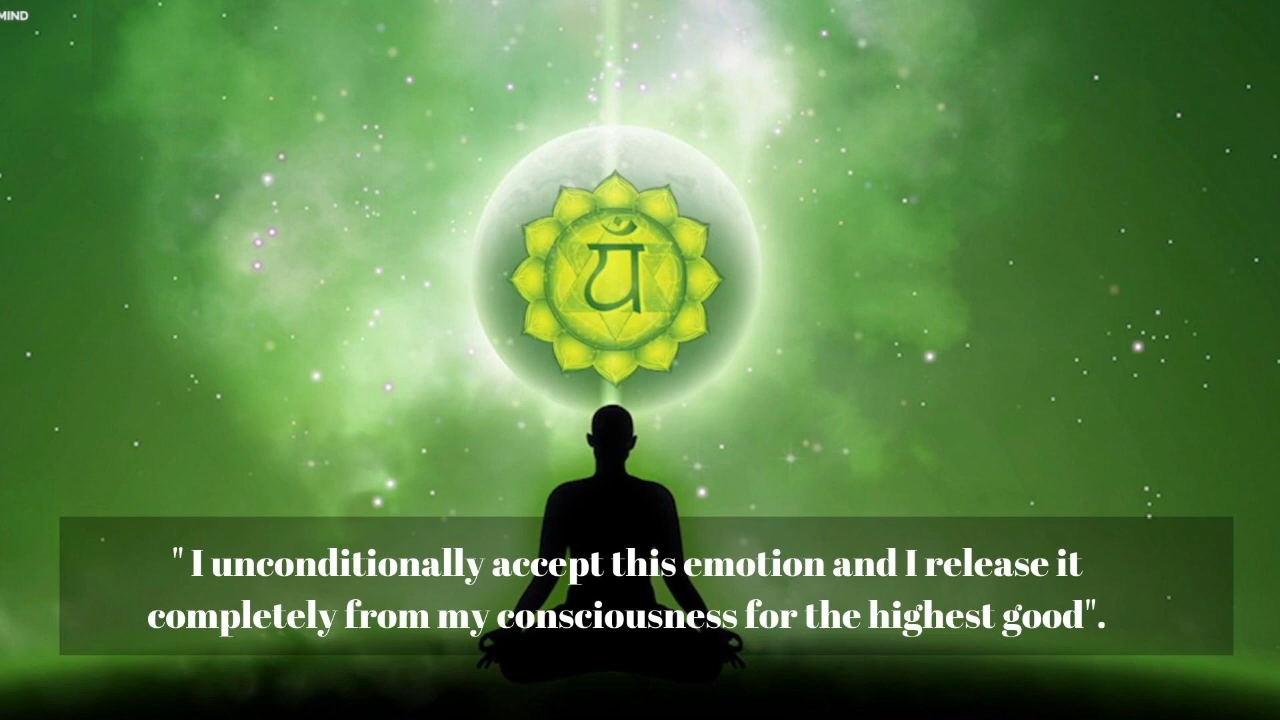 MIND
यँ
" I unconditionally accept this emotion and I release it
completely from my consciousness for the highest good".